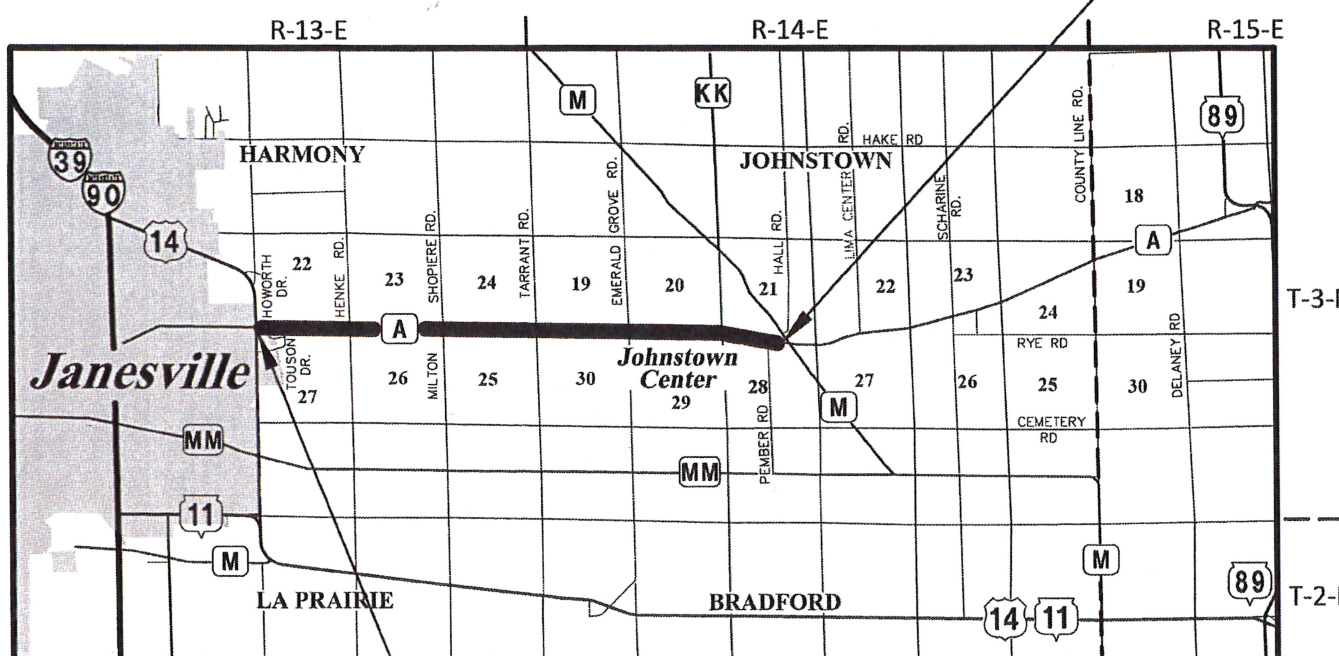 R-13-E
R-14-E
R-15-E
M
KK
89
39
90
HARMONY
JOHNSTOWN
HAKE RD
LIMA CENTER RD.
COUNTY LINE RD.
SCHARINE
RD.
18
14
A
HOWORTH
DR.
HENKE RD.
SHOPIERE RD.
TARRANT RD.
EMERALD GROVE RD.
HALL RD.
22
23
24
19
20
21
22
23
24
19
T-3-
A
RYE RD
Janesville
TOUSON
DR.
MILTON
Johnstown
Center
DELANEY RD
27
26
25
30
29
28
27
26
25
30
M
PEMBER RD
CEMETERY
RD
MM
MM
11
M
M
LA PRAIRIE
BRADFORD
14
11
89
T-2-